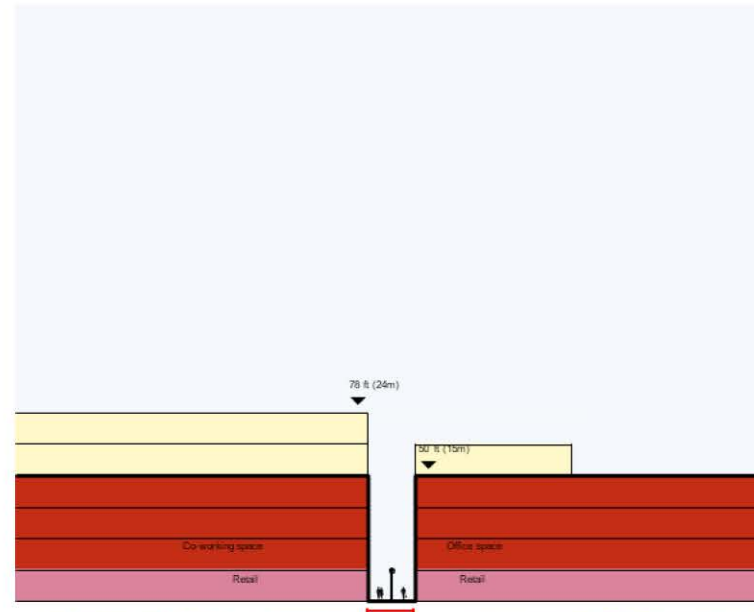 78 ft (24m)
50 ft (15m)
Co-working space
Office space
Retail
Retail